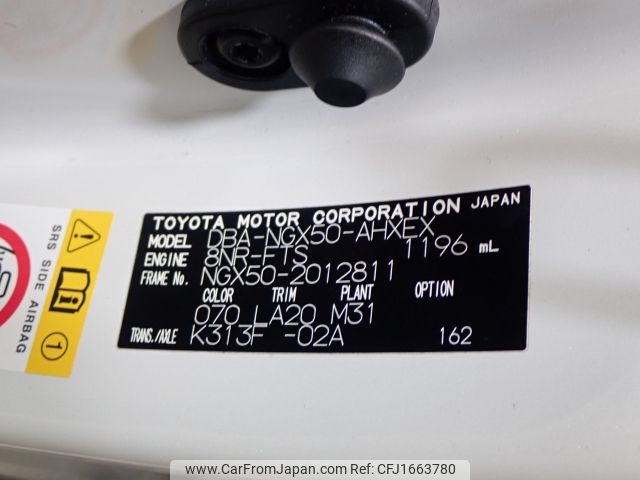 TOYOTA MOTOR CORPORATION JAPAN
MODEL DBA-NGX50-AHXEX
ENGINE 8NR-FTS 1196 mL
FRAME No. NGX50-2012811
COLOR TRIM PLANT OPTION
070 LA20 M31
TRANS./AXLE K313F -02A 162
SRS SIDE AIRBAG
1
www.CarFromJapan.com CFJ1663780